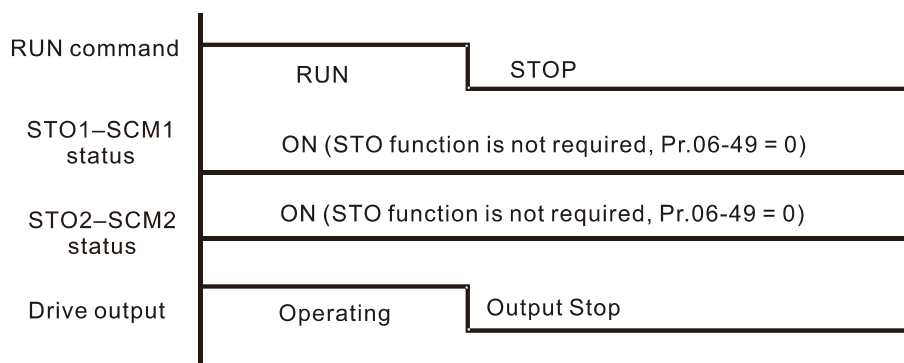 RUN command
RUN
STOP
STO1–SCM1
status
ON (STO function is not required, Pr.06-49 = 0)
STO2–SCM2
status
ON (STO function is not required, Pr.06-49 = 0)
Drive output
Operating
Output Stop